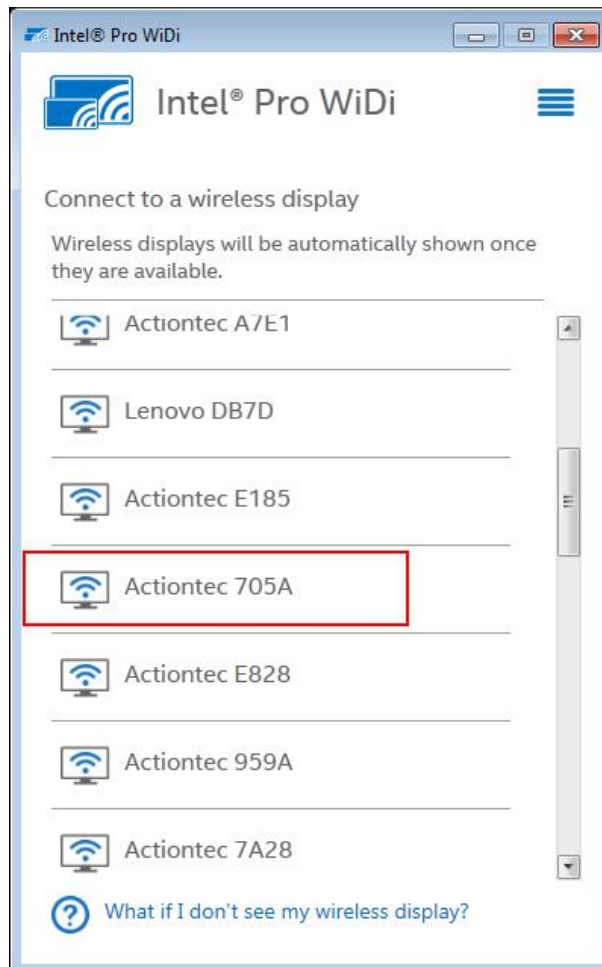 Intel® Pro WiDi
Intel® Pro WiDi
Connect to a wireless display
Wireless displays will be automatically shown once
they are available.
Actiontec A7E1
Lenovo DB7D
Actiontec E185
Actiontec 705A
Actiontec E828
Actiontec 959A
Actiontec 7A28
? What if I don't see my wireless display?